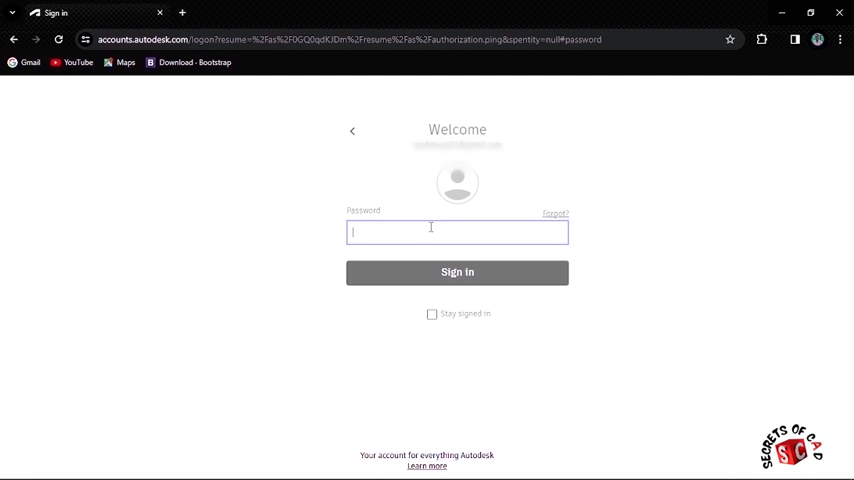 Sign in
accounts.autodesk.com/logon?resume=%2Fas%2F0GQ0qdKJDm%2Fresume%2Fas%2Fauthorization.ping&spentity=null#password
Gmail YouTube Maps Download - Bootstrap
Welcome
Password Forgot?
Sign in
Stay signed in
Your account for everything Autodesk
Learn more
SECRETS OF CAD
SC